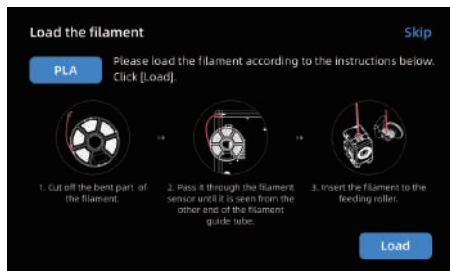 Load the filament
Skip
PLA
Please load the filament according to the instructions below.
Click [Load].
1. Cut off the bent part of
the filament.
2. Pass it through the filament
sensor until it is seen from the
other end of the filament
guide tube.
3. Insert the filament to the
feeding roller.
Load